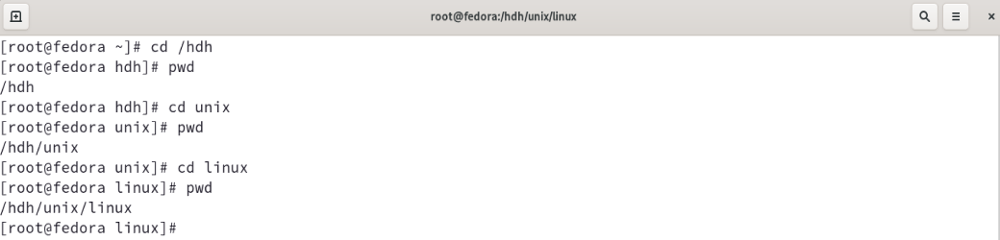 root@fedora:/hdh/unix/linux
[root@fedora ~]# cd /hdh
[root@fedora hdh]# pwd
/hdh
[root@fedora hdh]# cd unix
[root@fedora unix]# pwd
/hdh/unix
[root@fedora unix]# cd linux
[root@fedora linux]# pwd
/hdh/unix/linux
[root@fedora linux]#